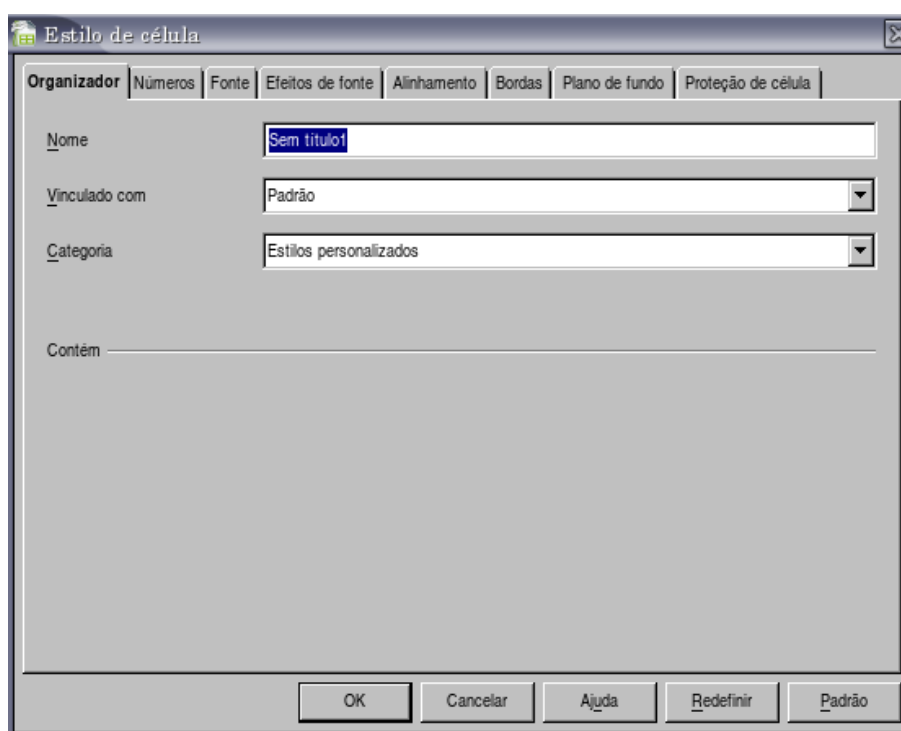 Estilo de célula
Organizador Números Fonte Efeitos de fonte Alinhamento Bordas Plano de fundo Proteção de célula
Nome Sem título1
Vinculado com Padrão
Categoria Estilos personalizados
Contém
OK Cancelar Ajuda Redefinir Padrão